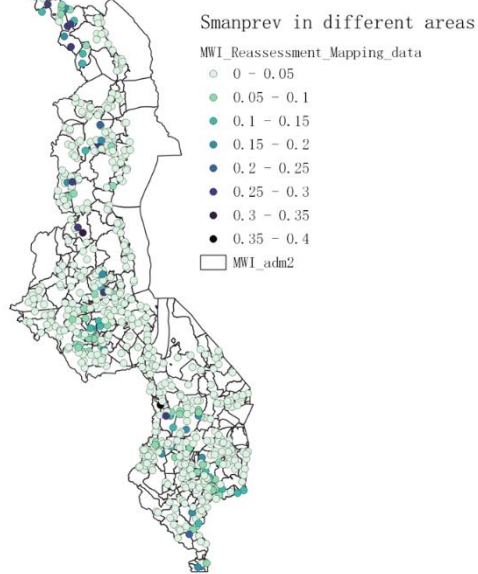 Smanprev in different areas
MWI_Reassessment_Mapping_data
0 - 0.05
0.05 - 0.1
0.1 - 0.15
0.15 - 0.2
0.2 - 0.25
0.25 - 0.3
0.3 - 0.35
0.35 - 0.4
MWI_adm2